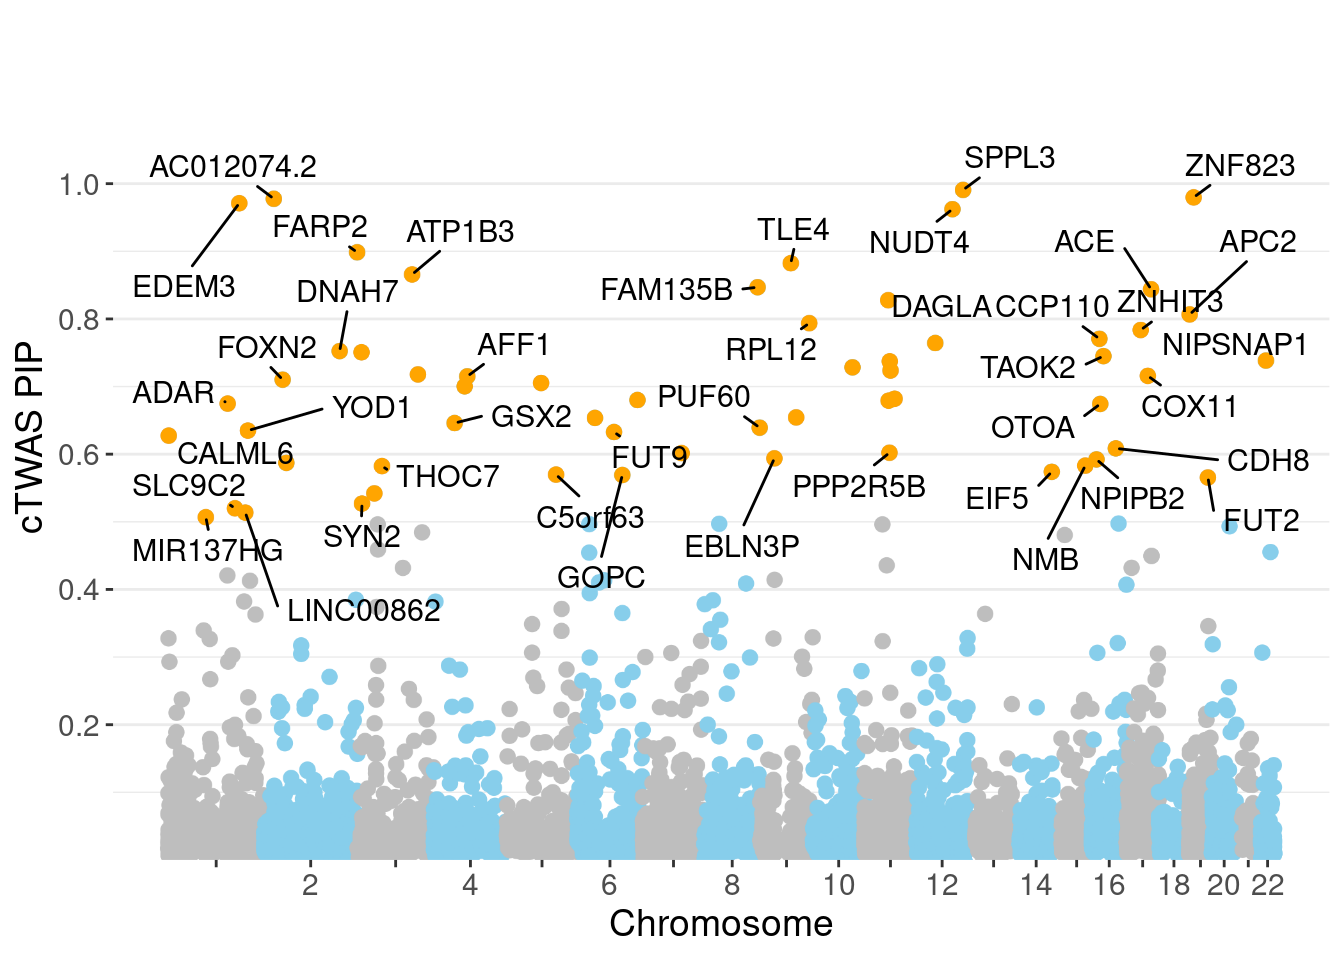 SPPL3
AC012074.2
ZNF823
1.0
FARP2
ATP1B3
TLE4
NUDT4
ACE
APC2
EDEM3
DNAH7
FAM135B
DAGLA
CCP110
ZNHIT3
0.8
FOXN2
AFF1
RPL12
TAOK2
NIPSNAP1
ADAR
YOD1
GSX2
PUF60
COX11
OTOA
0.6
CALML6
FUT9
CDH8
SLC9C2
THOC7
PPP2R5B
EIF5
NPIPB2
C5orf63
FUT2
MIR137HG
SYN2
EBLN3P
NMB
GOPC
0.4
LINC00862
0.2
cTWAS PIP
2 4 6 8 10 12 14 16 18 20 22
Chromosome